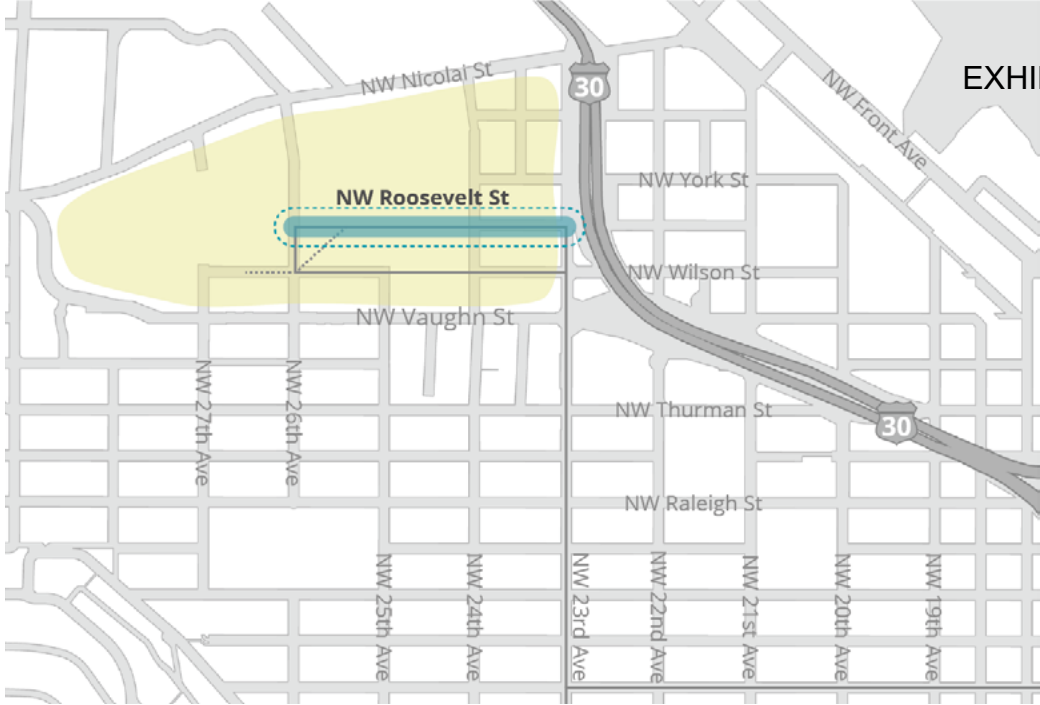 NW Nicolai St
30
EXHI
NW Front Ave
NW York St
NW Roosevelt St
NW Wilson St
NW Vaughn St
NW 27th Ave
NW 26th Ave
NW Thurman St
30
NW Raleigh St
NW 25th Ave
NW 24th Ave
NW 23rd Ave
NW 22nd Ave
NW 21st Ave
NW 20th Ave
NW 19th Ave